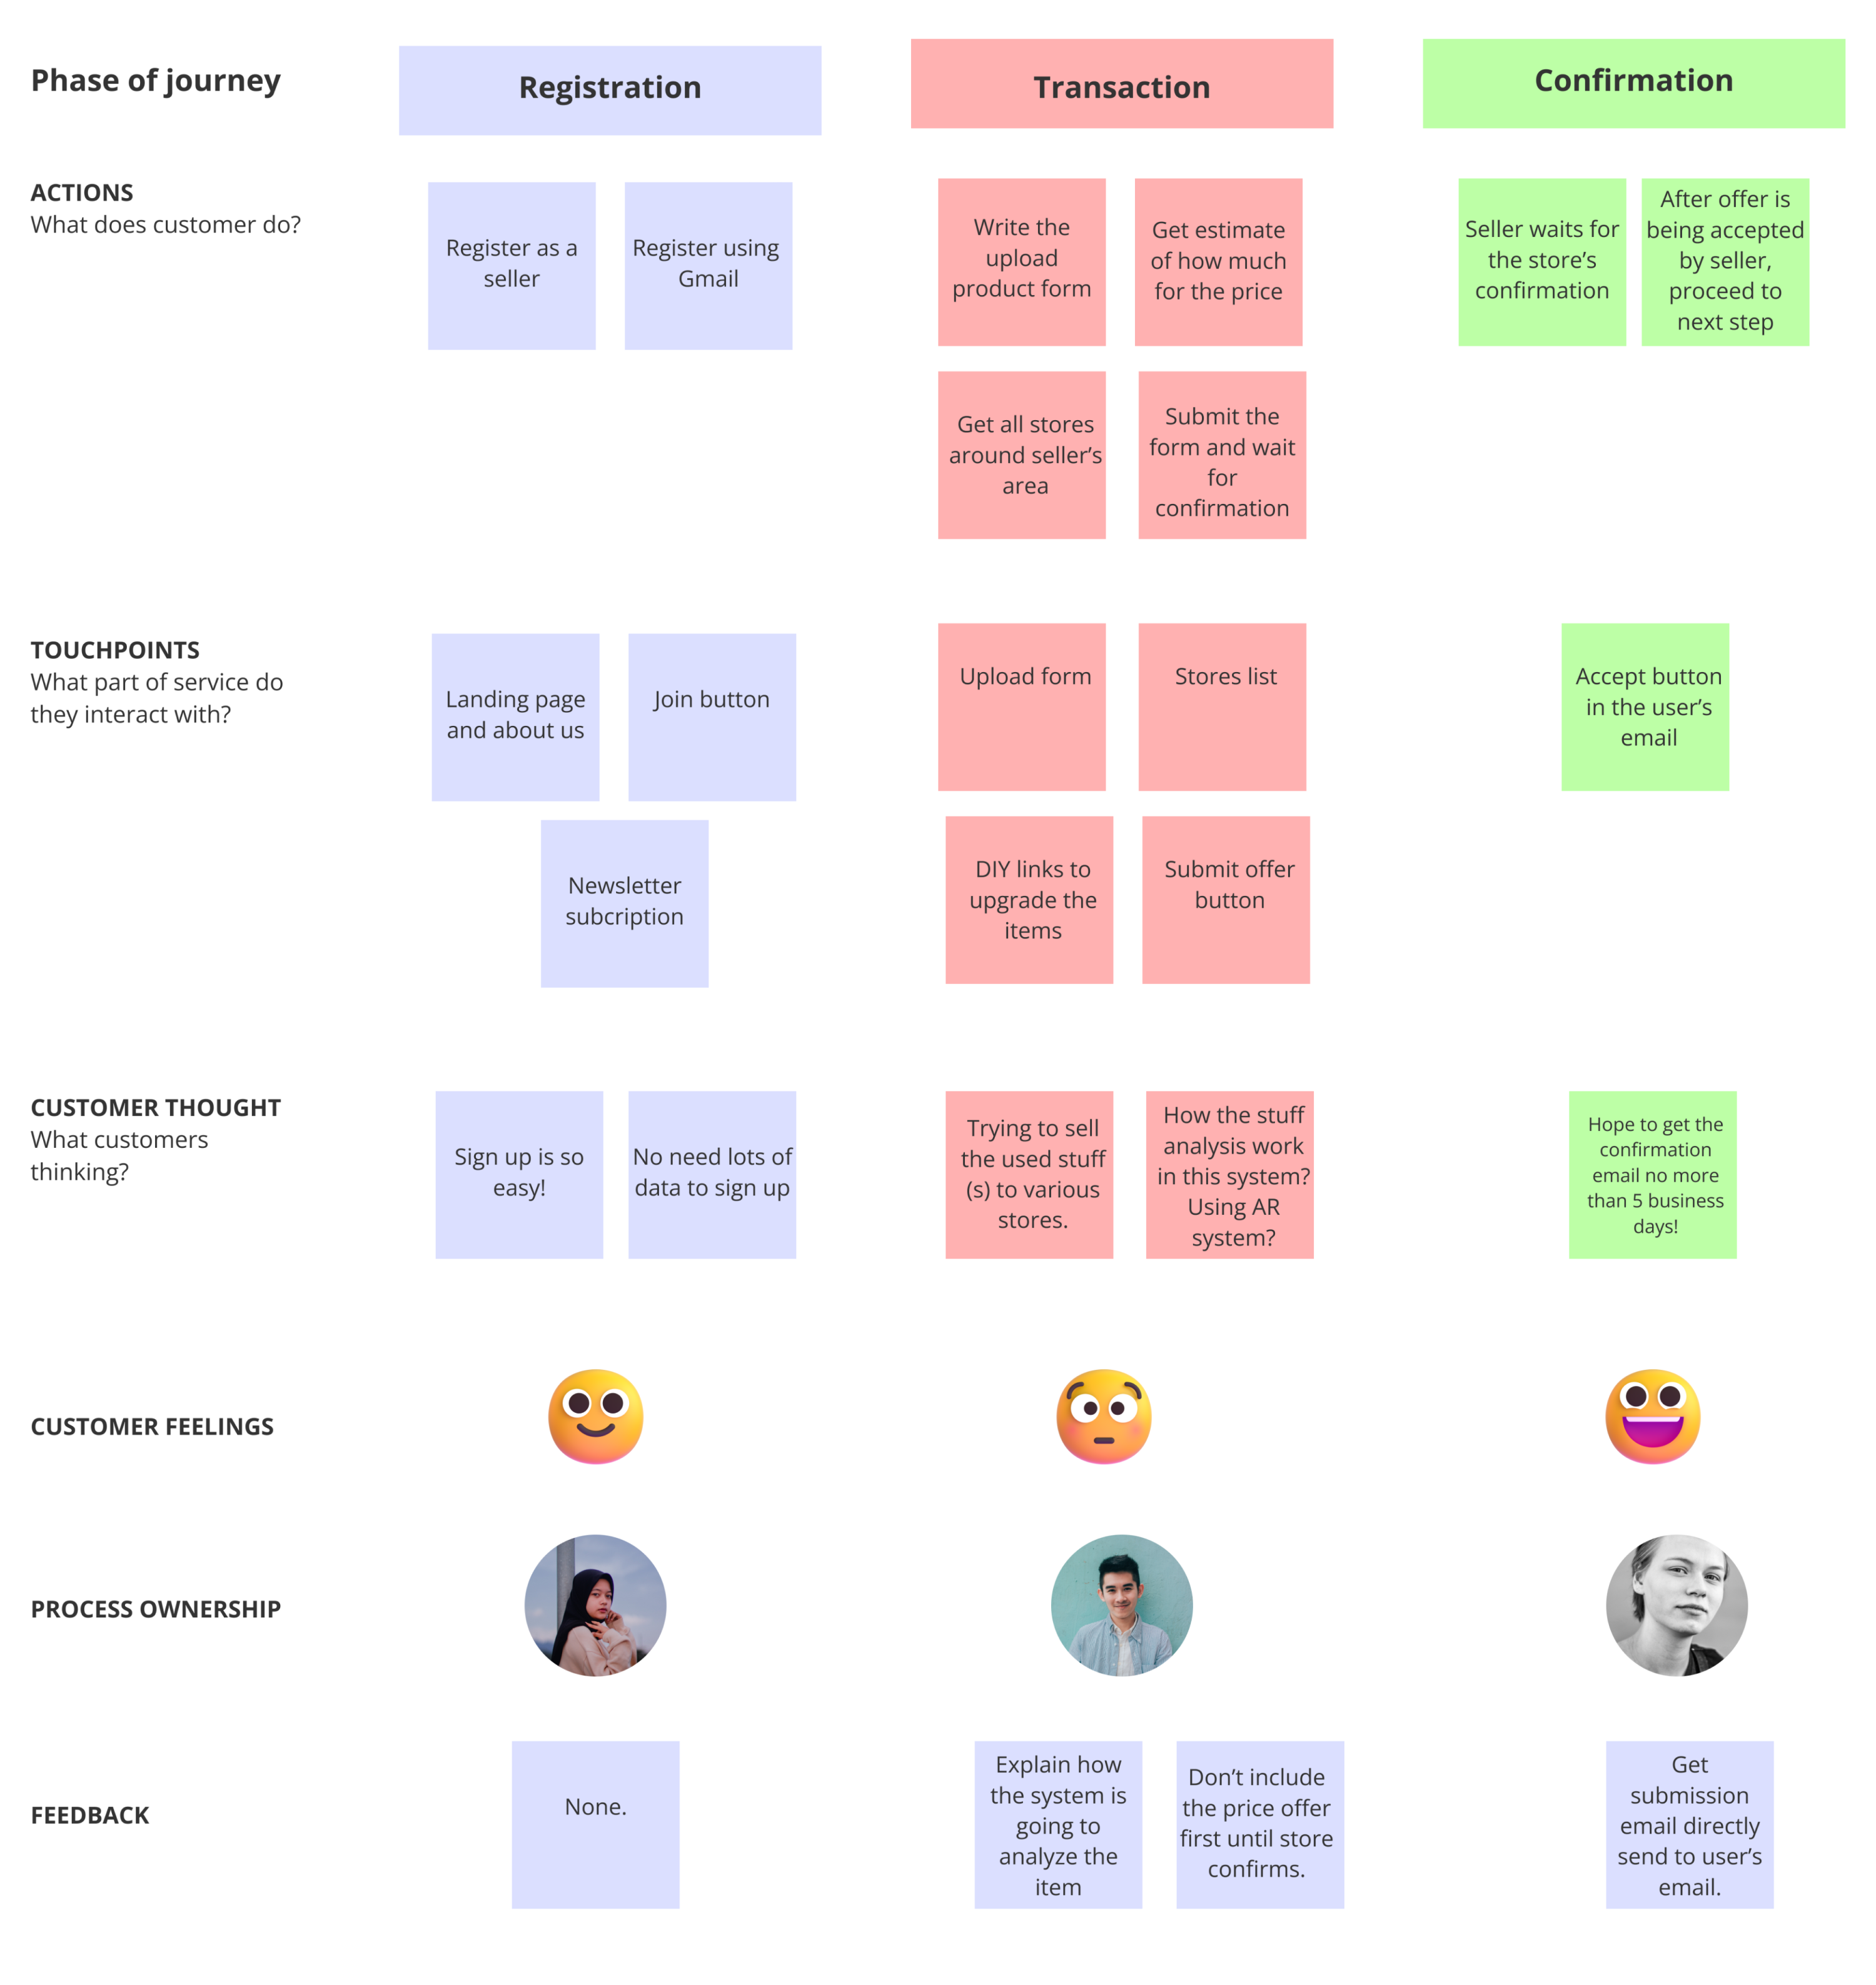 Phase of journey
Registration
Transaction
Confirmation
ACTIONS
What does customer do?
Register as a
seller
Register using
Gmail
Write the
upload
product form
Get estimate
of how much
for the price
Seller waits for
the store’s
confirmation
After offer is
being accepted
by seller,
proceed to
next step
Get all stores
around seller’s
area
Submit the
form and wait
for
confirmation
TOUCHPOINTS
What part of service do
they interact with?
Landing page
and about us
Join button
Newsletter
subcription
Upload form
Stores list
DIY links to
upgrade the
items
Submit offer
button
Accept button
in the user’s
email
CUSTOMER THOUGHT
What customers
thinking?
Sign up is so
easy!
No need lots of
data to sign up
Trying to sell
the used stuff
(s) to various
stores.
How the stuff
analysis work
in this system?
Using AR
system?
Hope to get the
confirmation
email no more
than 5 business
days!
CUSTOMER FEELINGS
PROCESS OWNERSHIP
FEEDBACK
None.
Explain how
the system is
going to
analyze the
item
Don’t include
the price offer
first until store
confirms.
Get
submission
email directly
send to user’s
email.